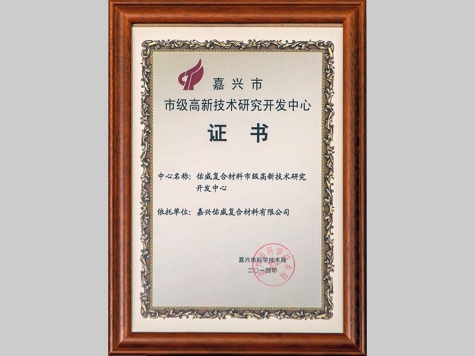 嘉兴市
市级高新技术研究开发中心
证 书
中心名称：佑威复合材料市级高新技术研究
开发中心
依托单位：嘉兴佑威复合材料有限公司
嘉兴市科学技术局
二〇一四年